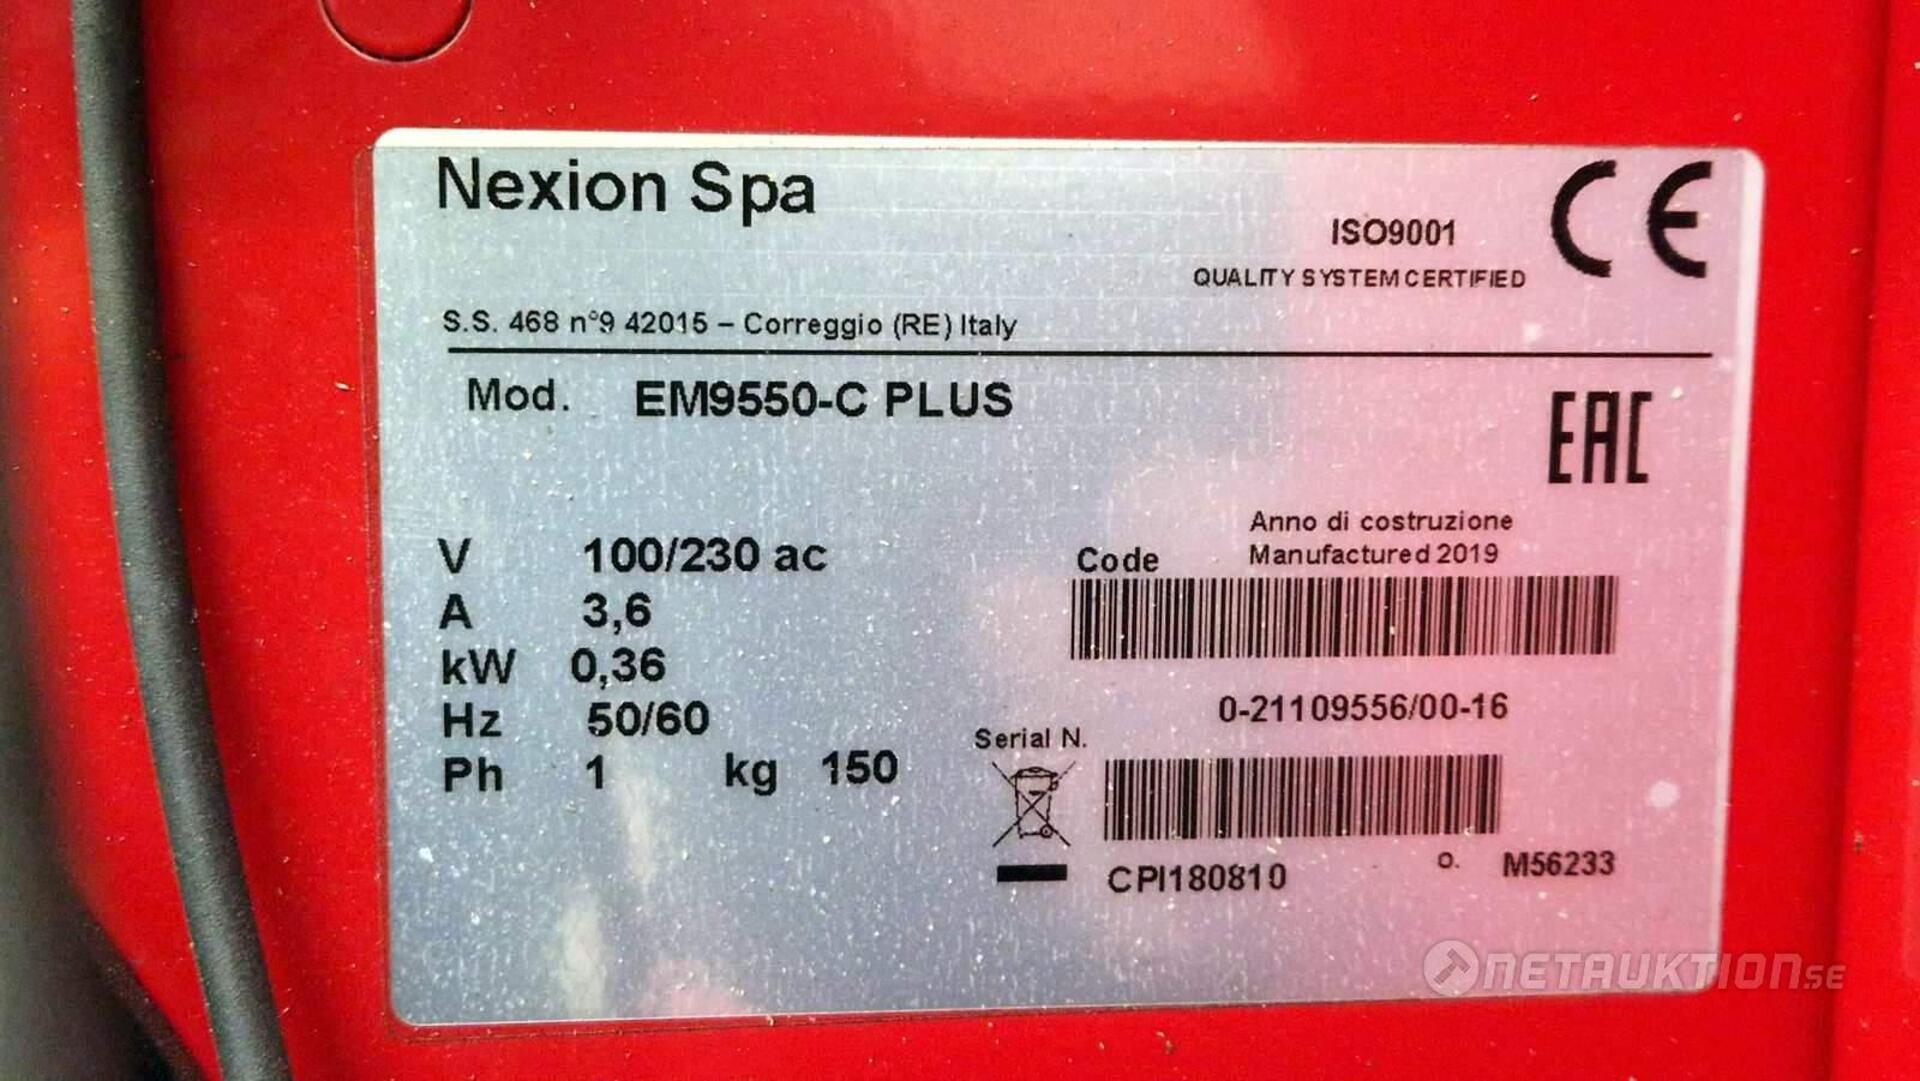 Nexion Spa
ISO9001
QUALITY SYSTEM CERTIFIED
CE
S.S. 468 n°9 42015 – Correggio (RE) Italy
Mod. EM9550-C PLUS
EAC
V 100/230 ac
A 3,6
kW 0,36
Hz 50/60
Ph 1 kg 150
Anno di costruzione
Code Manufactured 2019
0-21109556/00-16
Serial N.
CPI180810 o. M56233
NETAUKTION.SE